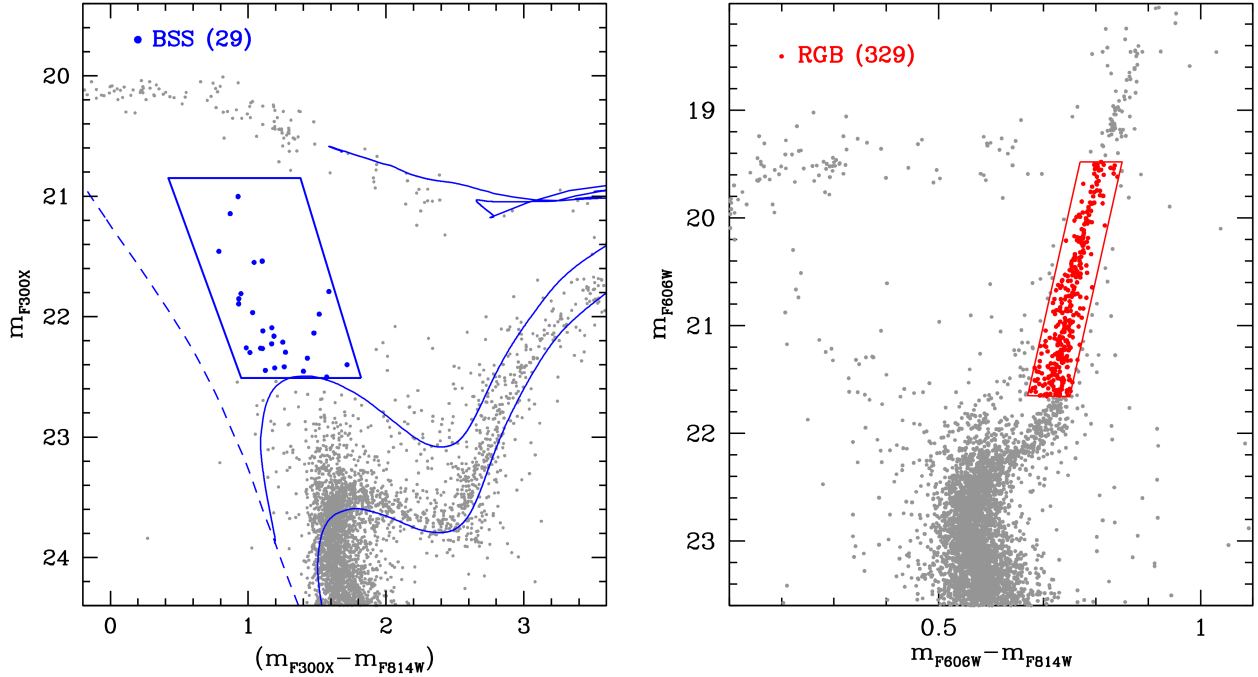 BSS (29)
20
21
22
23
24
m_F300X
0
1
2
3
(m_F300X−m_F814W)
RGB (329)
19
20
21
22
23
m_F606W
0.5
1
m_F606W−m_F814W